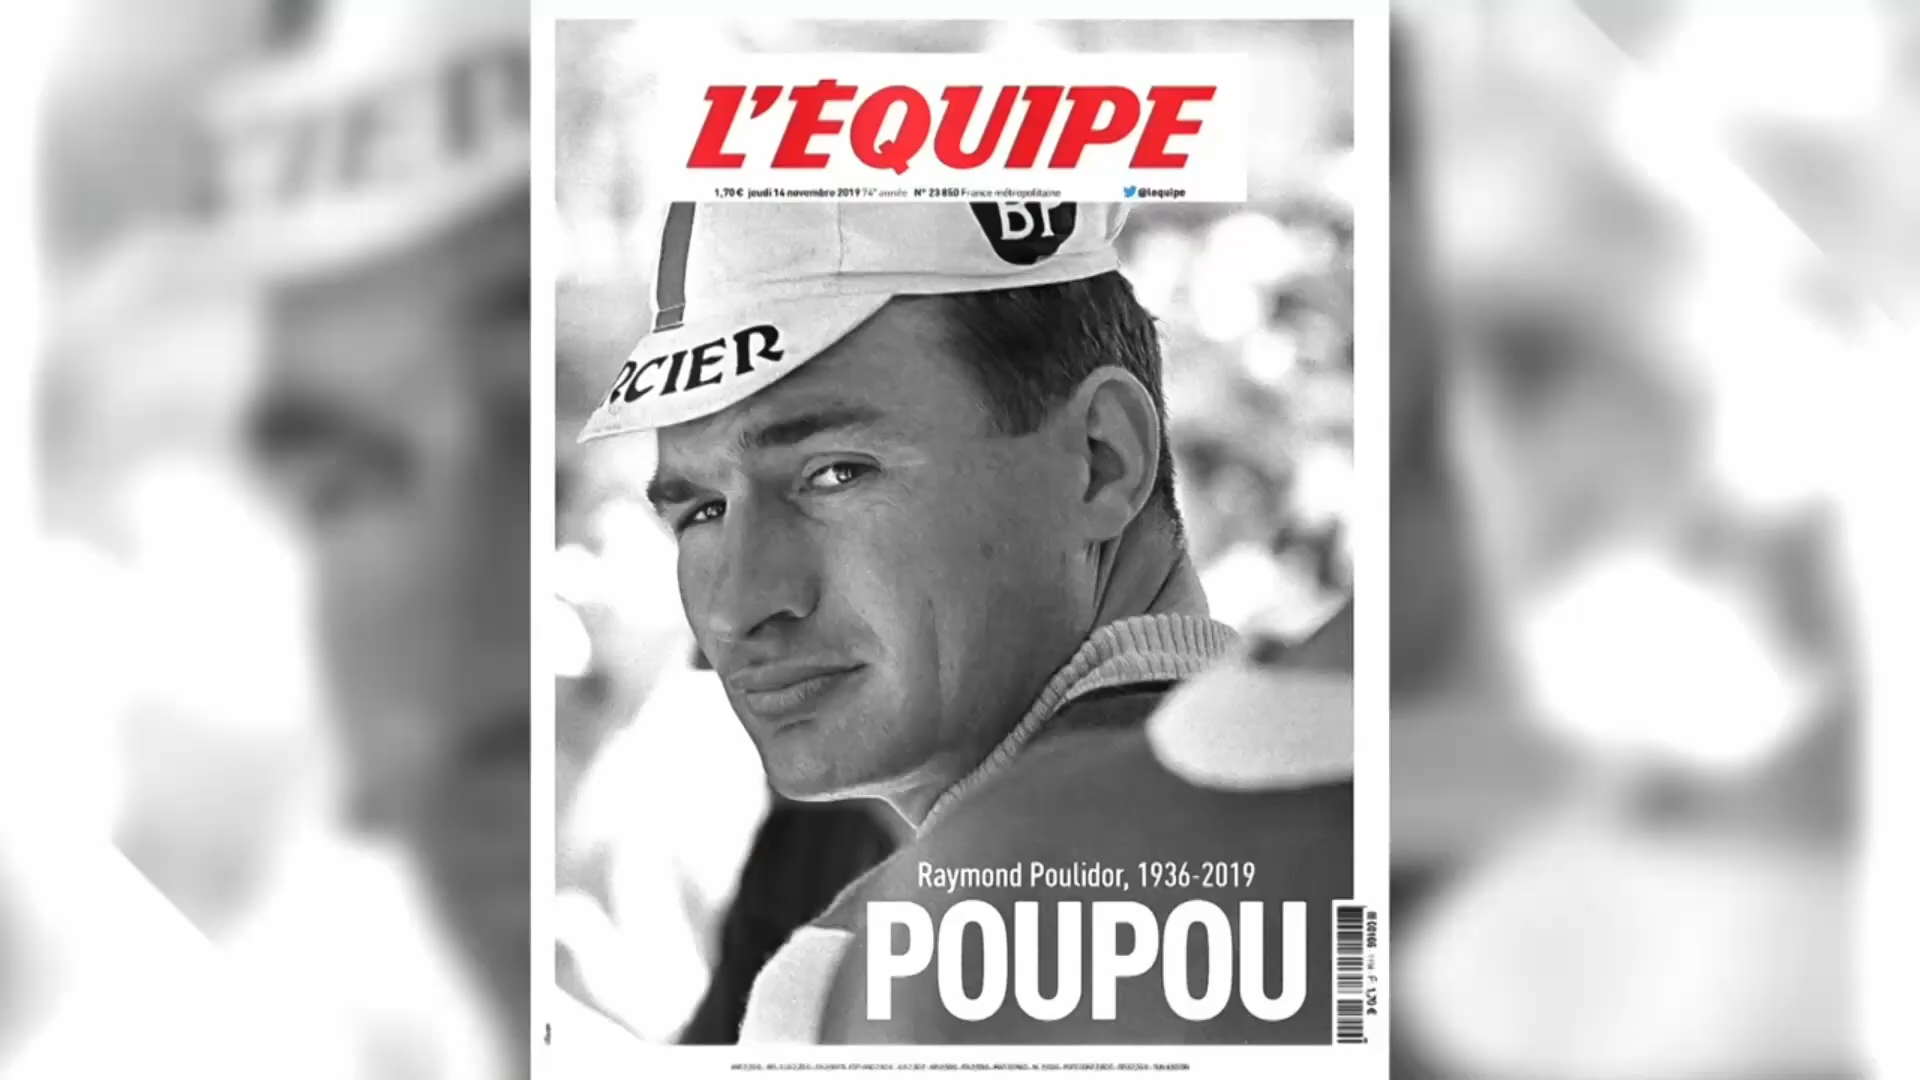 L'ÉQUIPE
1,70 € jeudi 14 novembre 2019 74e année N° 23 850 France métropolitaine
@lequipe
BP
RCIER
Raymond Poulidor, 1936-2019
POUPOU